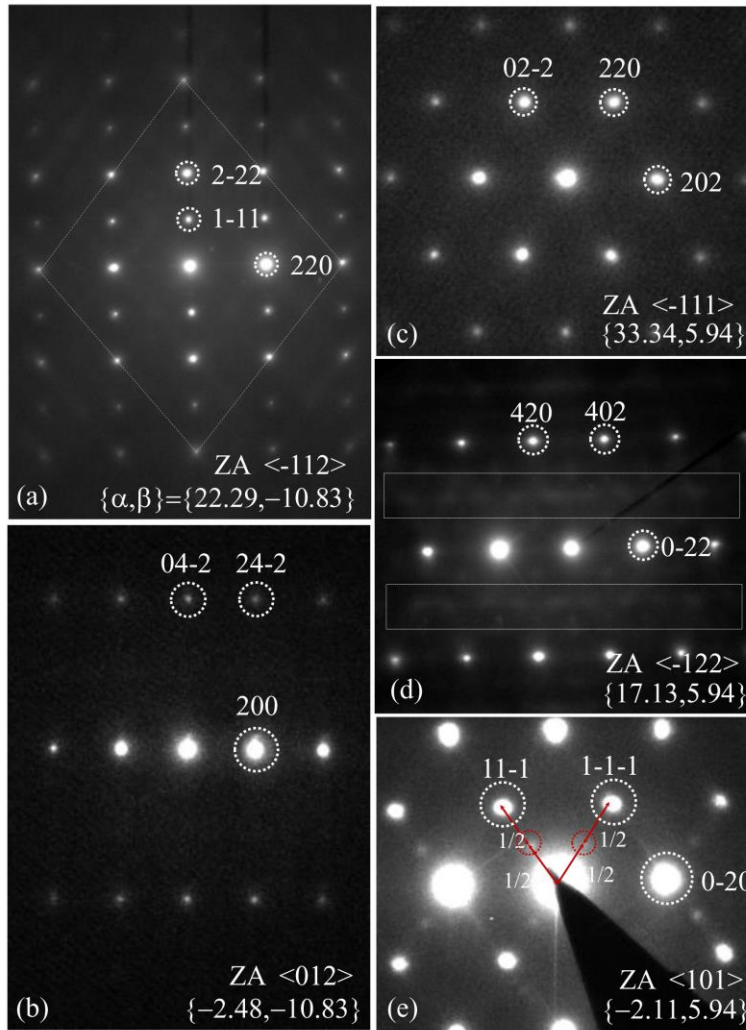 2-22
1-11
220
ZA <-112>
(a) {α,β}={22.29,−10.83}
04-2 24-2
200
ZA <012>
(b) {−2.48,−10.83}
02-2 220
202
ZA <-111>
(c) {33.34,5.94}
420 402
0-22
ZA <-122>
(d) {17.13,5.94}
11-1 1-1-1
1/2 1/2
0-20
1/2 1/2
ZA <101>
(e) {−2.11,5.94}